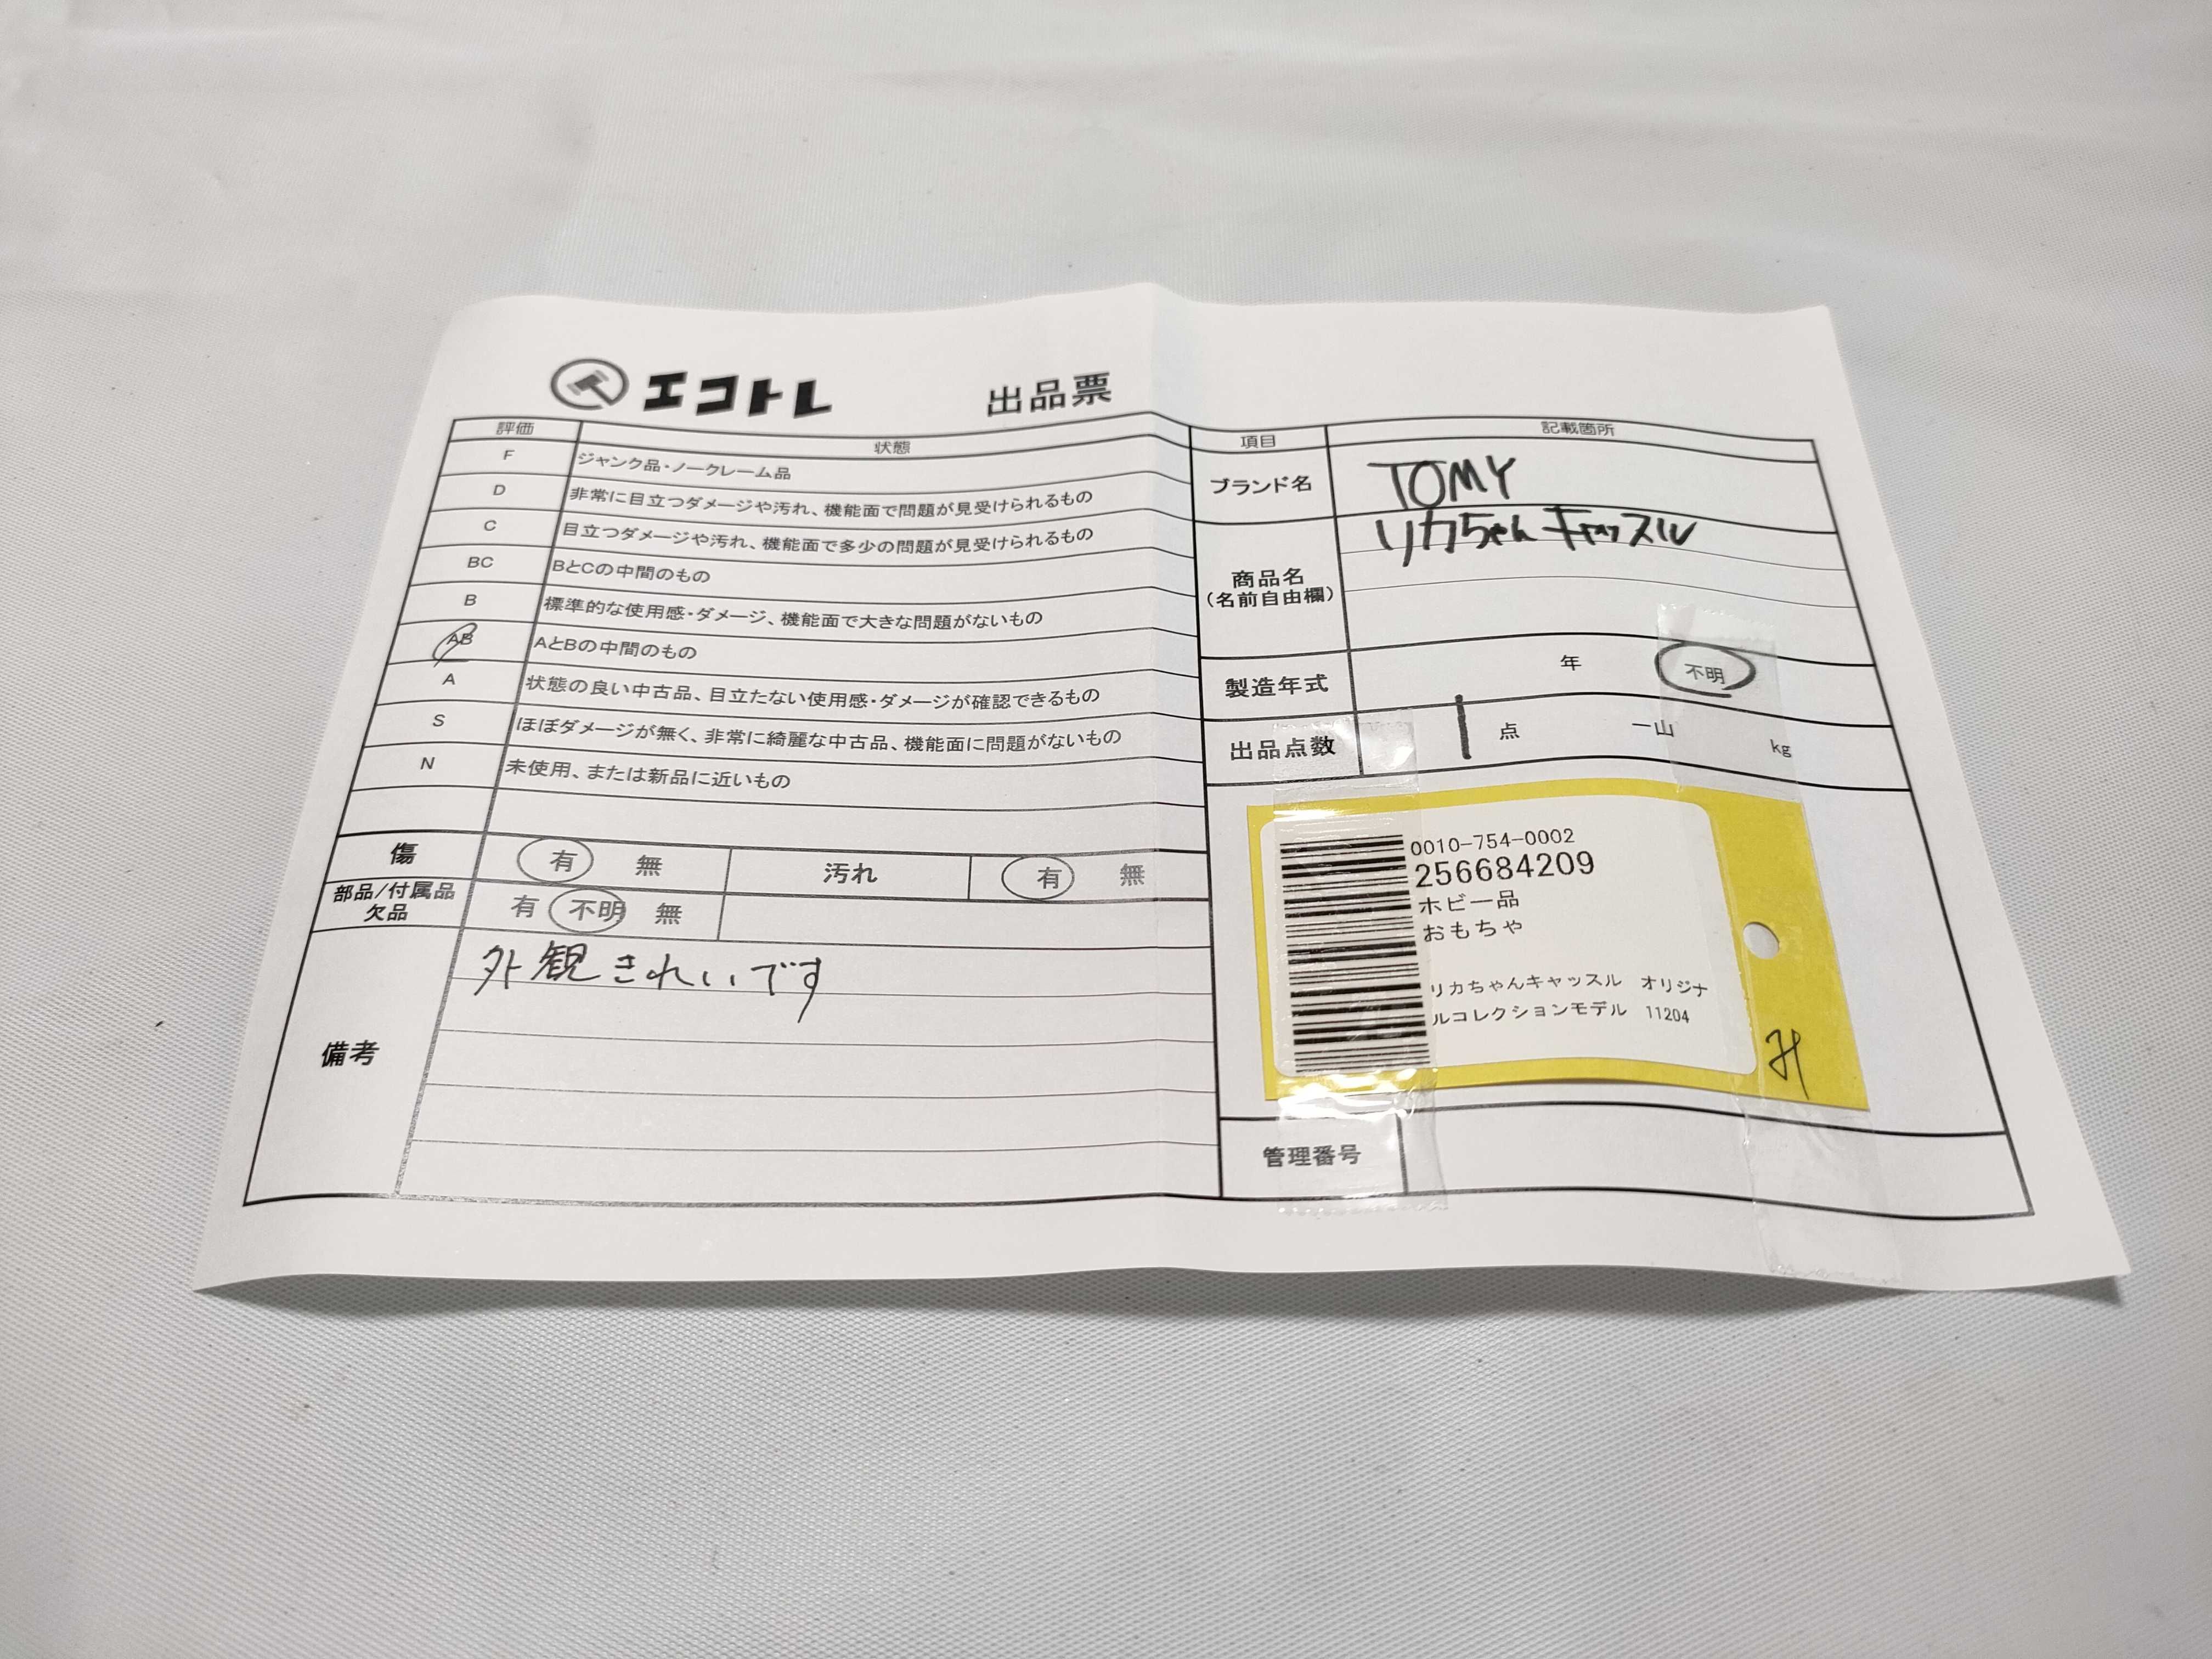 エコトレ 出品票
評価 状態
F ジャンク品・ノークレーム品
D 非常に目立つダメージや汚れ、機能面で問題が見受けられるもの
C 目立つダメージや汚れ、機能面で多少の問題が見受けられるもの
BC BとCの中間のもの
B 標準的な使用感・ダメージ、機能面で大きな問題がないもの
AB AとBの中間のもの
A 状態の良い中古品、目立たない使用感・ダメージが確認できるもの
S ほぼダメージが無く、非常に綺麗な中古品、機能面に問題がないもの
N 未使用、または新品に近いもの
傷 有 無 汚れ 有 無
部品/付属品
欠品 有 不明 無
備考 外観きれいです
項目 記載箇所
ブランド名 TOMY
商品名
(名前自由欄) リカちゃんキャッスル
製造年式 年 不明
出品点数 1 点 一山 kg
0010-754-0002
256684209
ホビー品
おもちゃ
リカちゃんキャッスル オリジナ
ルコレクションモデル 11204
管理番号